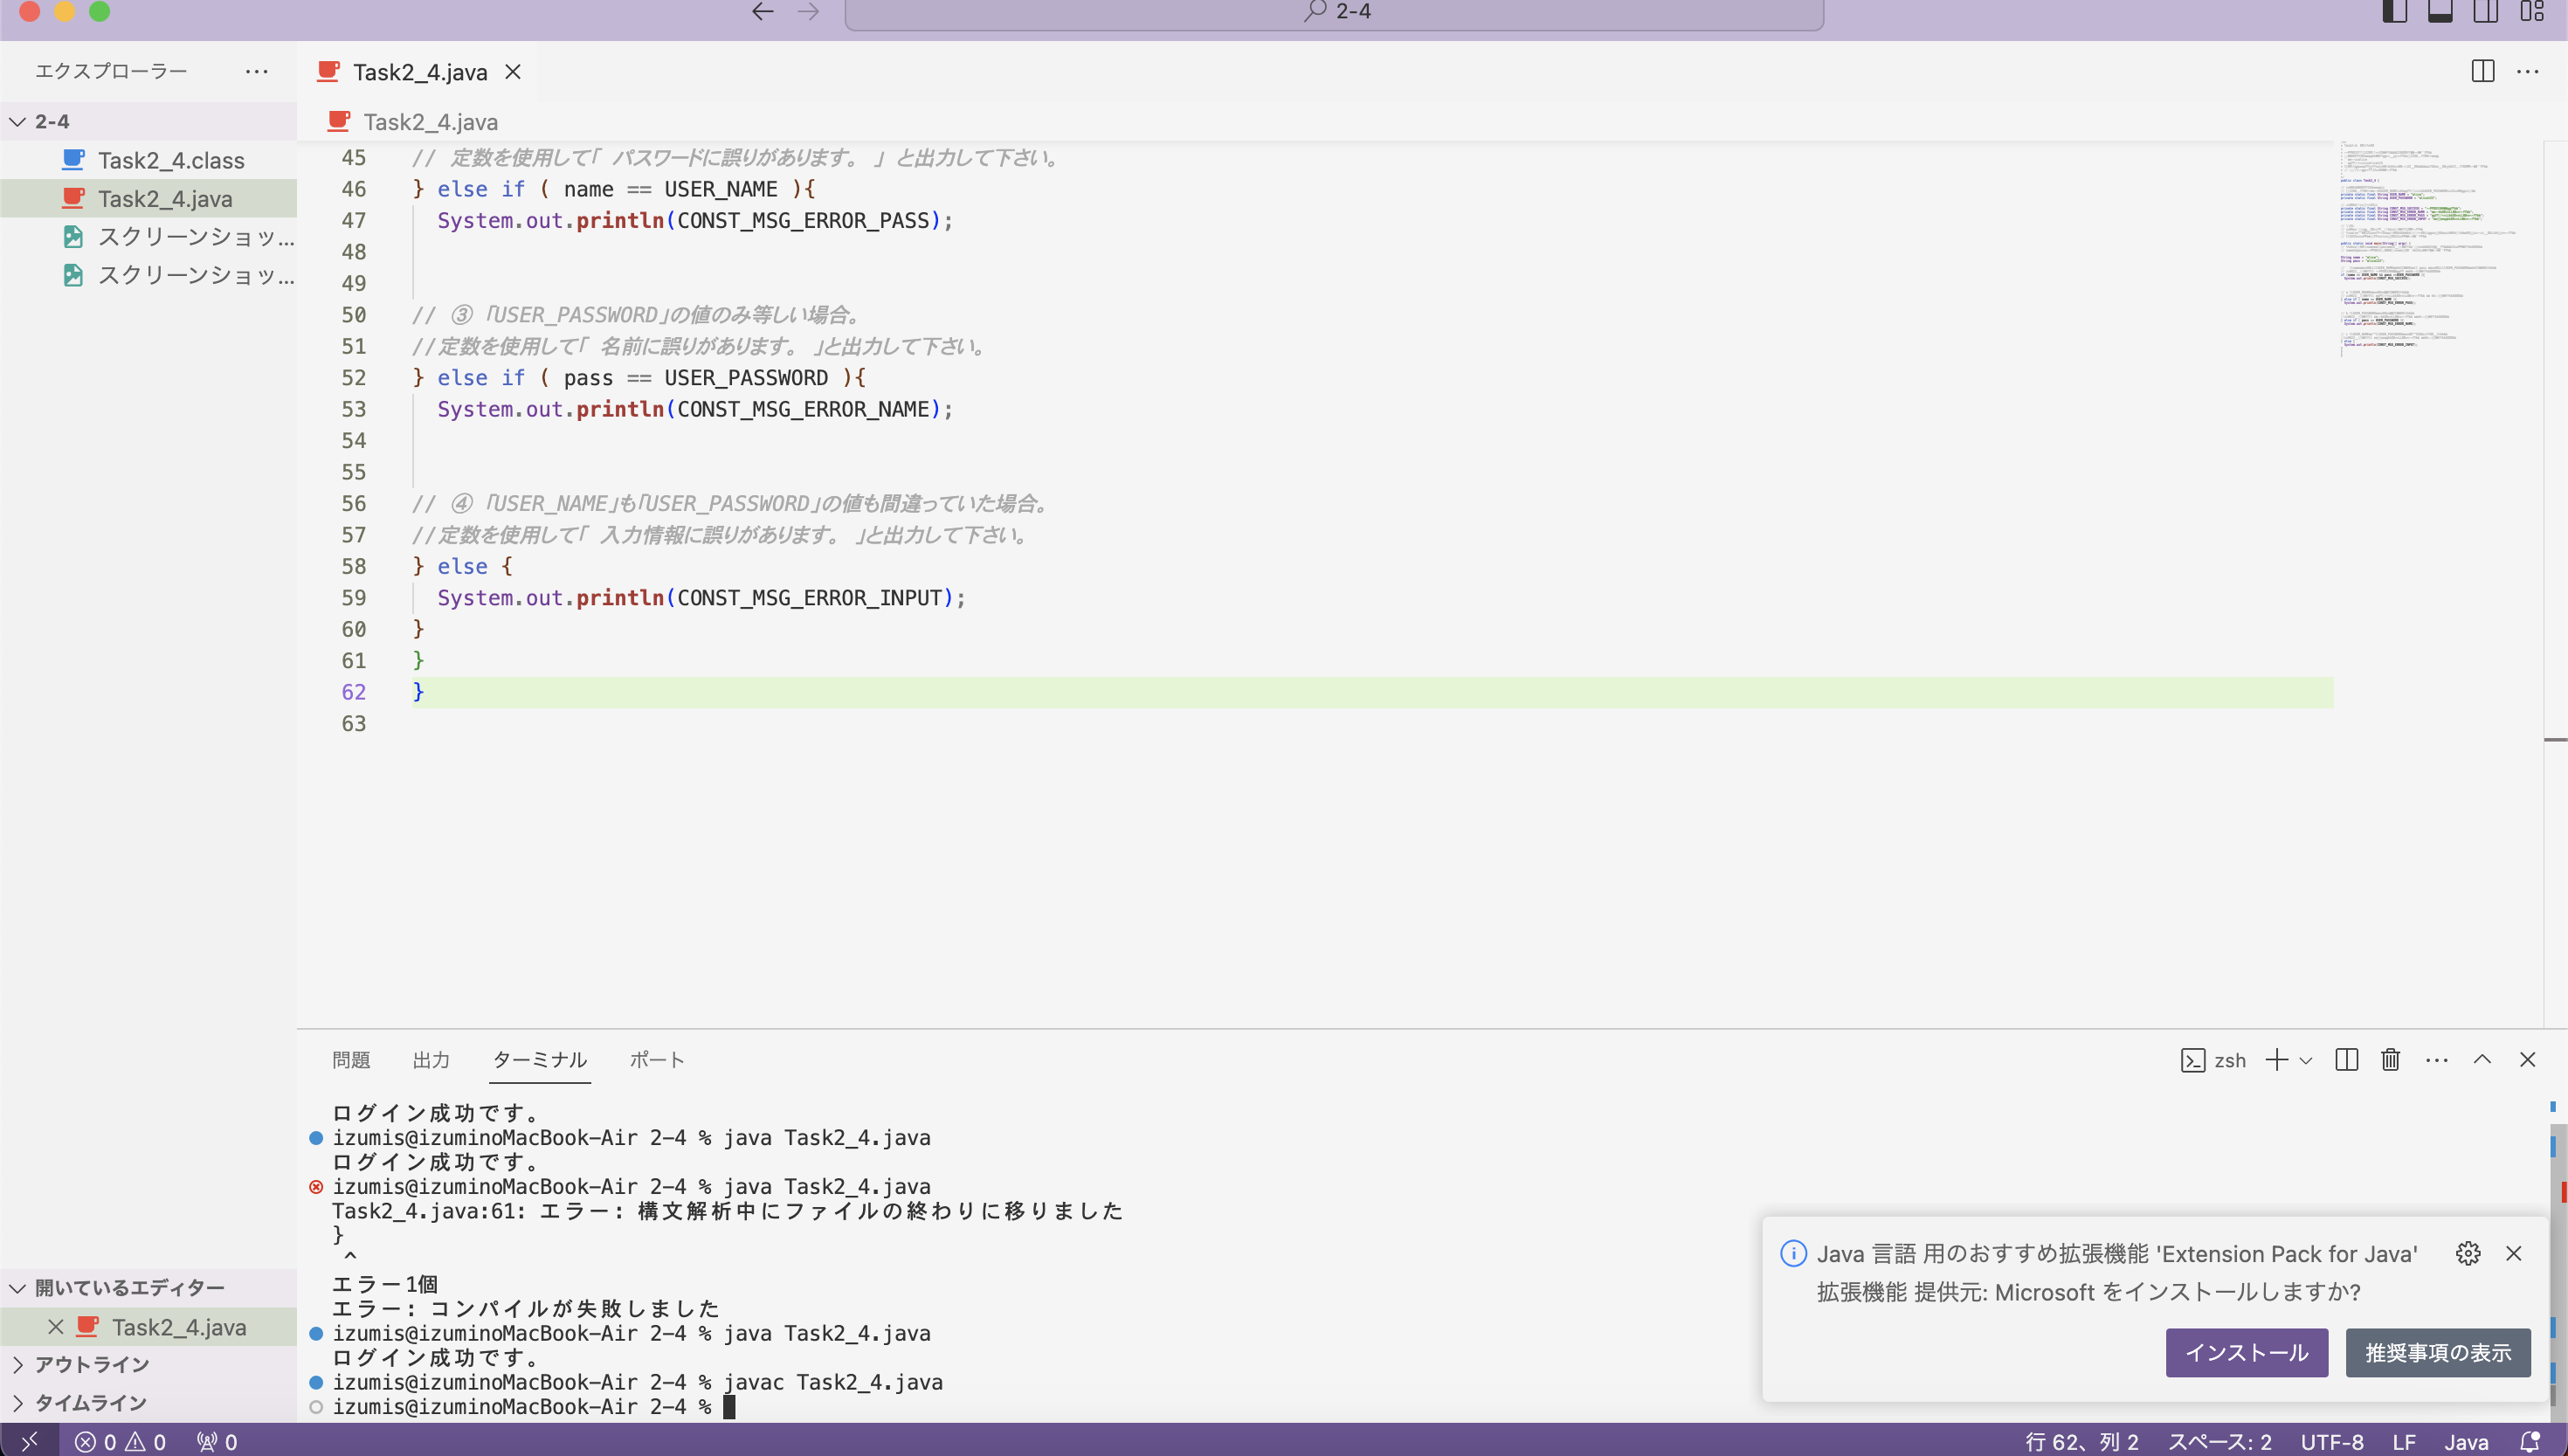 2-4
エクスプローラー
Task2_4.java
2-4
Task2_4.java
Task2_4.class
Task2_4.java
スクリーンショッ...
スクリーンショッ...
45 // 定数を使用して「 パスワードに誤りがあります。 」 と出力して下さい。
46 } else if ( name == USER_NAME ){
47 System.out.println(CONST_MSG_ERROR_PASS);
48
49
50 // ③ 「USER_PASSWORD」の値のみ等しい場合。
51 //定数を使用して「 名前に誤りがあります。 」と出力して下さい。
52 } else if ( pass == USER_PASSWORD ){
53 System.out.println(CONST_MSG_ERROR_NAME);
54
55
56 // ④ 「USER_NAME」も「USER_PASSWORD」の値も間違っていた場合。
57 //定数を使用して「 入力情報に誤りがあります。 」と出力して下さい。
58 } else {
59 System.out.println(CONST_MSG_ERROR_INPUT);
60 }
61 }
62 }
63
問題 出力 ターミナル ポート
zsh
ログイン成功です。
izumis@izuminoMacBook-Air 2-4 % java Task2_4.java
ログイン成功です。
izumis@izuminoMacBook-Air 2-4 % java Task2_4.java
Task2_4.java:61: エラー: 構文解析中にファイルの終わりに移りました
}
^
エラー1個
エラー: コンパイルが失敗しました
izumis@izuminoMacBook-Air 2-4 % java Task2_4.java
ログイン成功です。
izumis@izuminoMacBook-Air 2-4 % javac Task2_4.java
izumis@izuminoMacBook-Air 2-4 %
Java 言語 用のおすすめ拡張機能 'Extension Pack for Java'
拡張機能 提供元: Microsoft をインストールしますか?
インストール 推奨事項の表示
開いているエディター
Task2_4.java
アウトライン
タイムライン
0 0 0
行 62、列 2 スペース: 2 UTF-8 LF Java